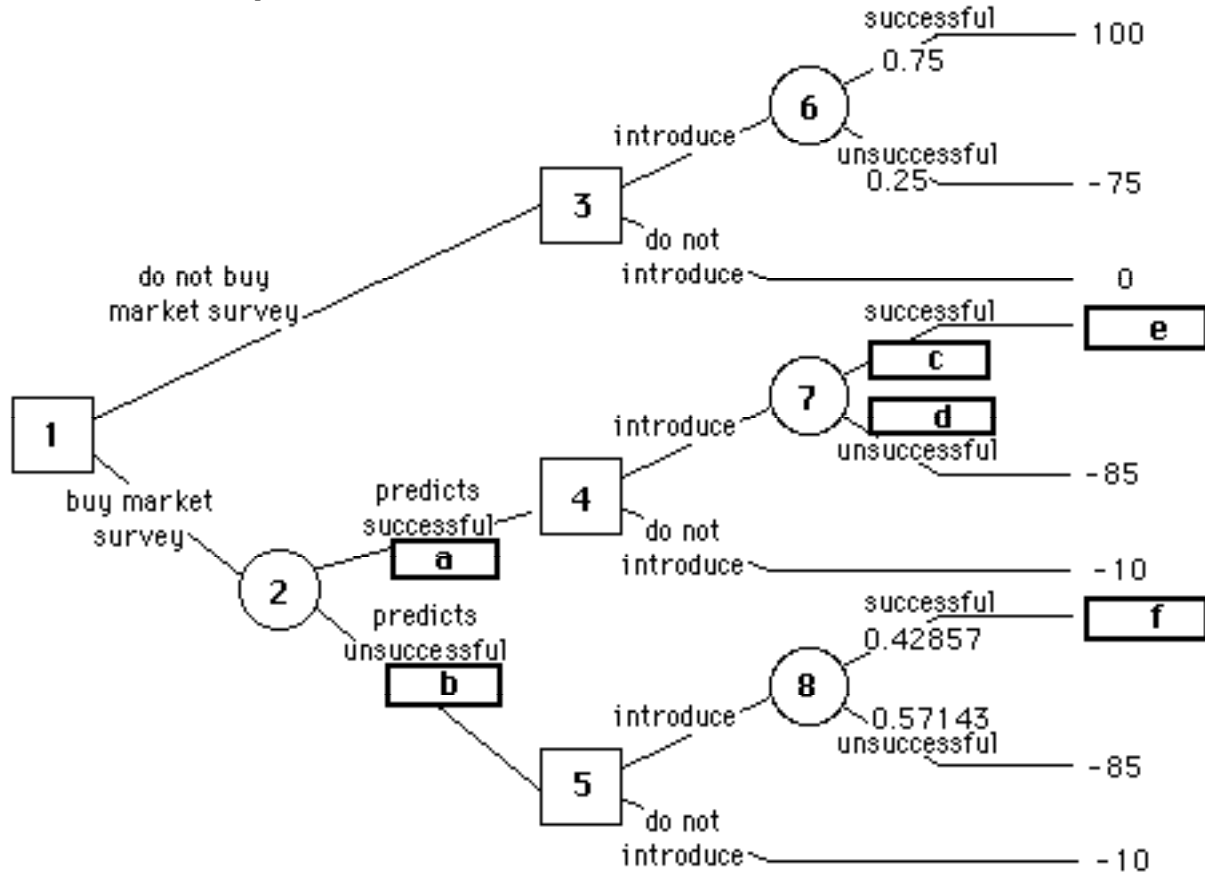 successful
100
0.75
6
introduce
unsuccessful
0.25
-75
3
do not
introduce
0
do not buy
market survey
successful
e
c
7
d
introduce
unsuccessful
-85
1
buy market
survey
predicts
successful
a
4
do not
introduce
-10
2
predicts
unsuccessful
b
successful
f
0.42857
8
introduce
0.57143
unsuccessful
-85
5
do not
introduce
-10